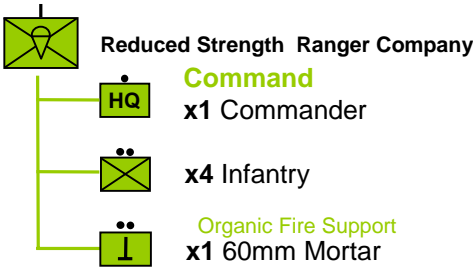 Reduced Strength Ranger Company
Command
HQ
x1 Commander
x4 Infantry
Organic Fire Support
x1 60mm Mortar